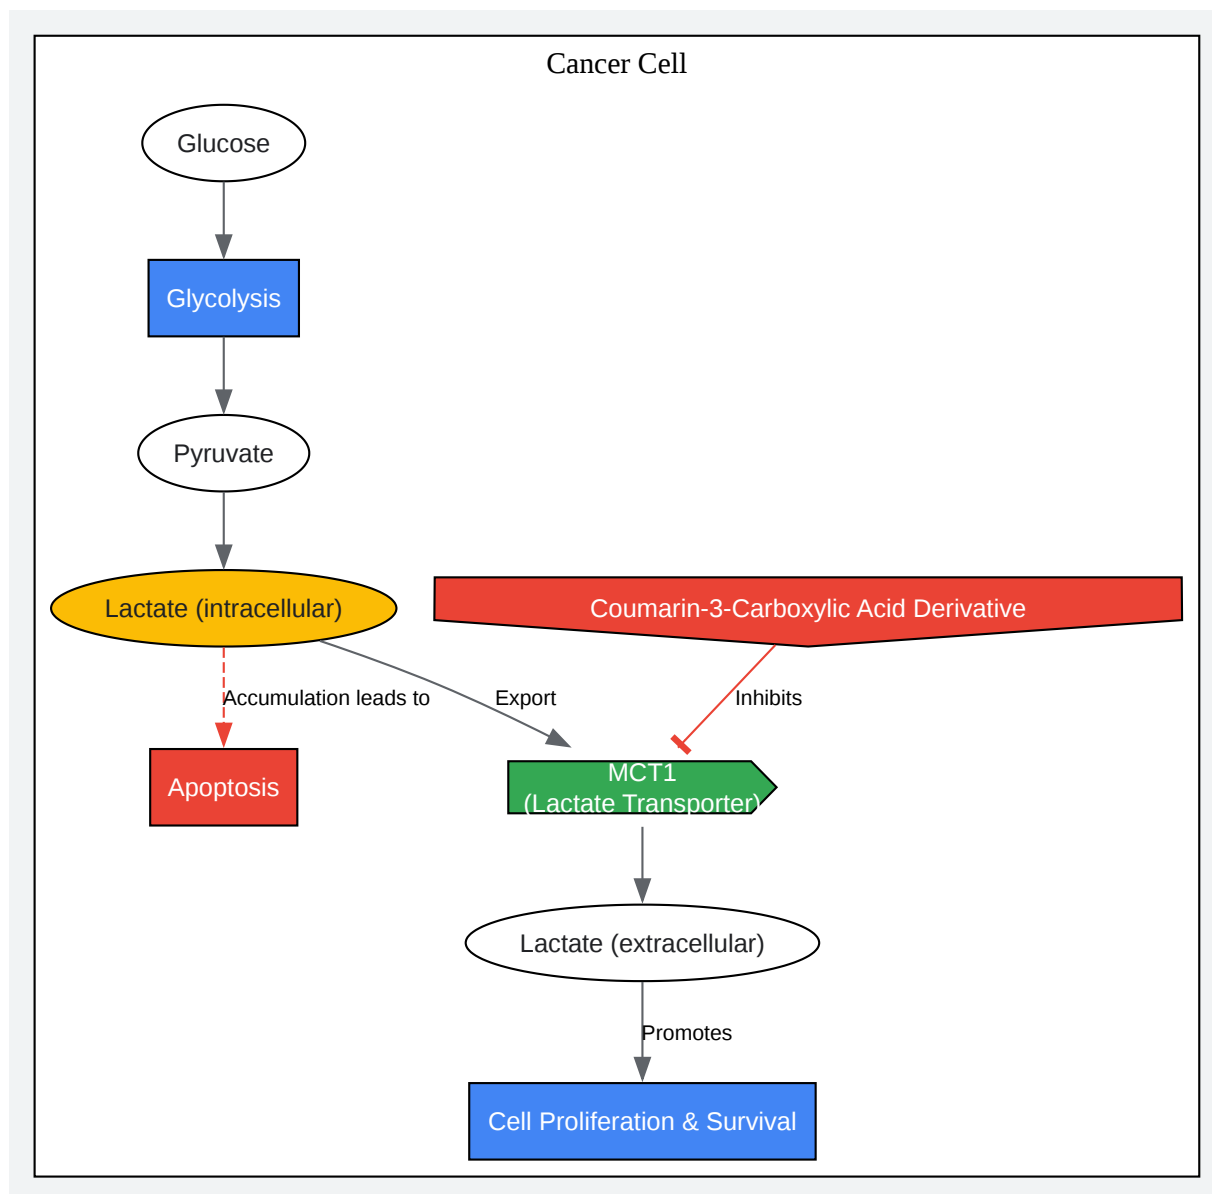 Cancer Cell
Glucose
Glycolysis
Pyruvate
Lactate (intracellular)
Coumarin-3-Carboxylic Acid Derivative
Accumulation leads to
Export
Inhibits
Apoptosis
MCT1
(Lactate Transporter)
Lactate (extracellular)
Promotes
Cell Proliferation & Survival